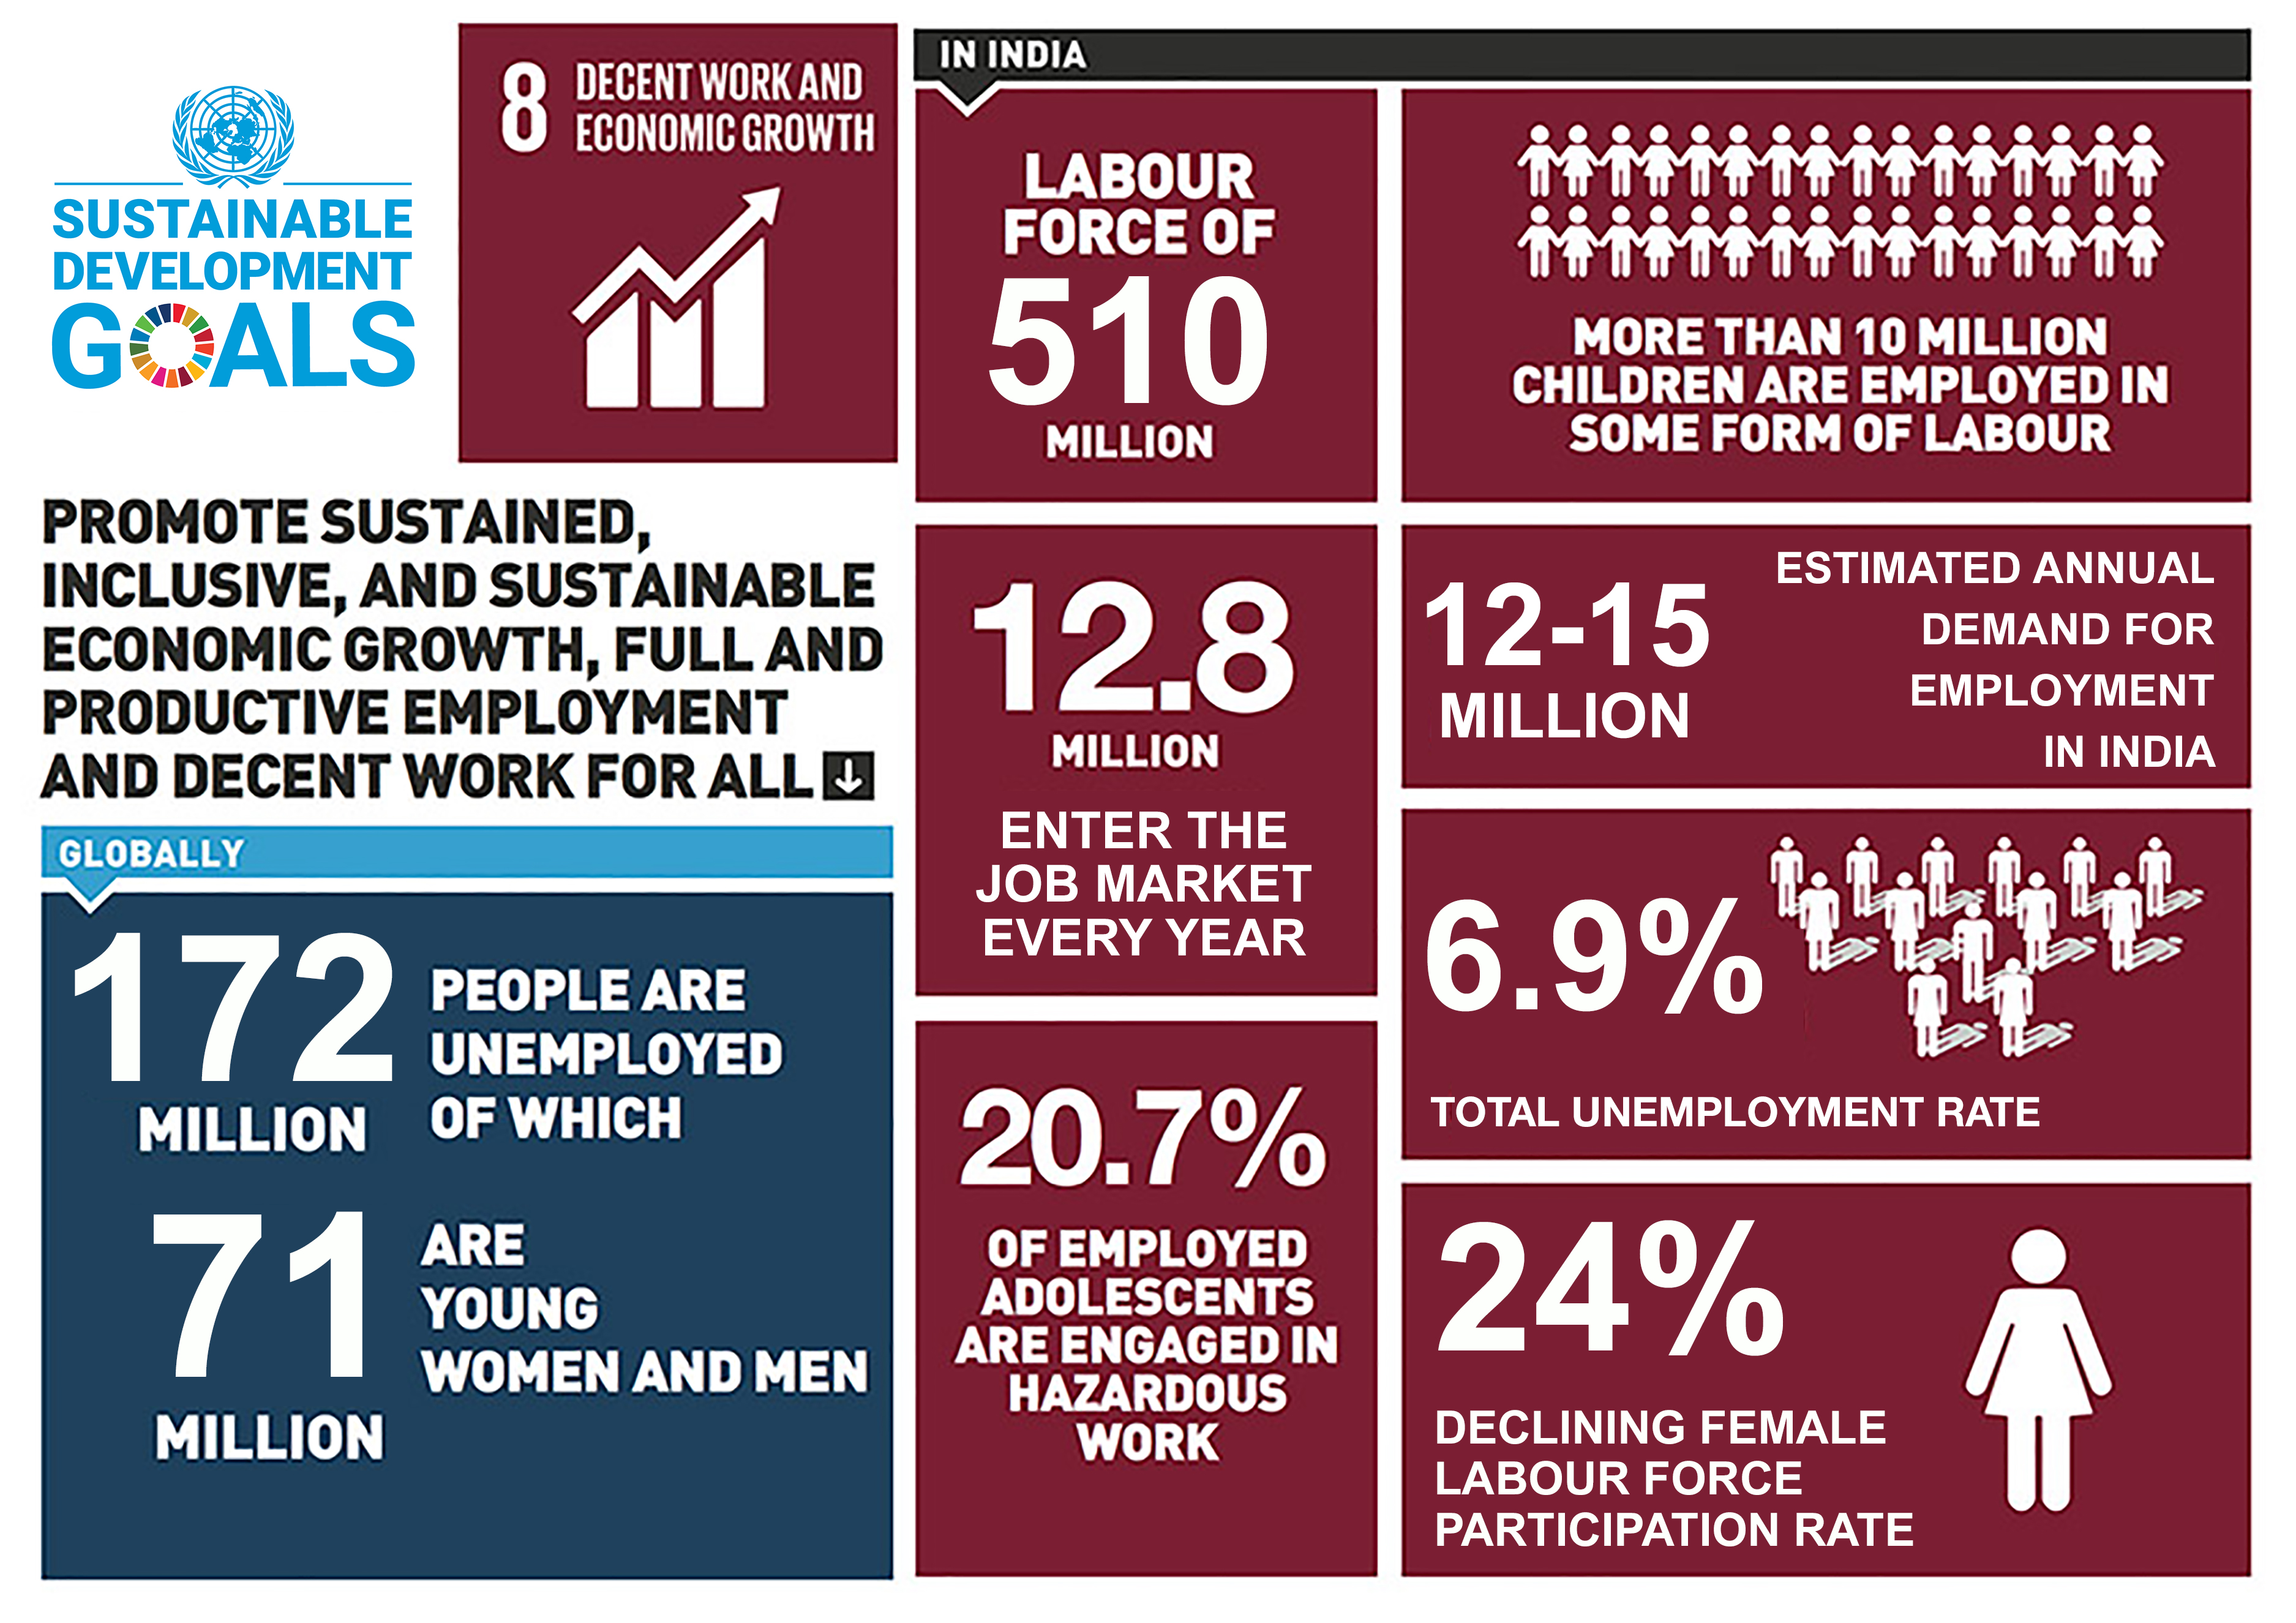 SUSTAINABLE
DEVELOPMENT
GOALS
8
DECENT WORK AND
ECONOMIC GROWTH
PROMOTE SUSTAINED,
INCLUSIVE, AND SUSTAINABLE
ECONOMIC GROWTH, FULL AND
PRODUCTIVE EMPLOYMENT
AND DECENT WORK FOR ALL
GLOBALLY
172
MILLION
PEOPLE ARE
UNEMPLOYED
OF WHICH
71
MILLION
ARE
YOUNG
WOMEN AND MEN
IN INDIA
LABOUR
FORCE OF
510
MILLION
MORE THAN 10 MILLION
CHILDREN ARE EMPLOYED IN
SOME FORM OF LABOUR
12.8
MILLION
ENTER THE
JOB MARKET
EVERY YEAR
12-15
MILLION
ESTIMATED ANNUAL
DEMAND FOR
EMPLOYMENT
IN INDIA
6.9%
TOTAL UNEMPLOYMENT RATE
20.7%
OF EMPLOYED
ADOLESCENTS
ARE ENGAGED IN
HAZARDOUS
WORK
24%
DECLINING FEMALE
LABOUR FORCE
PARTICIPATION RATE